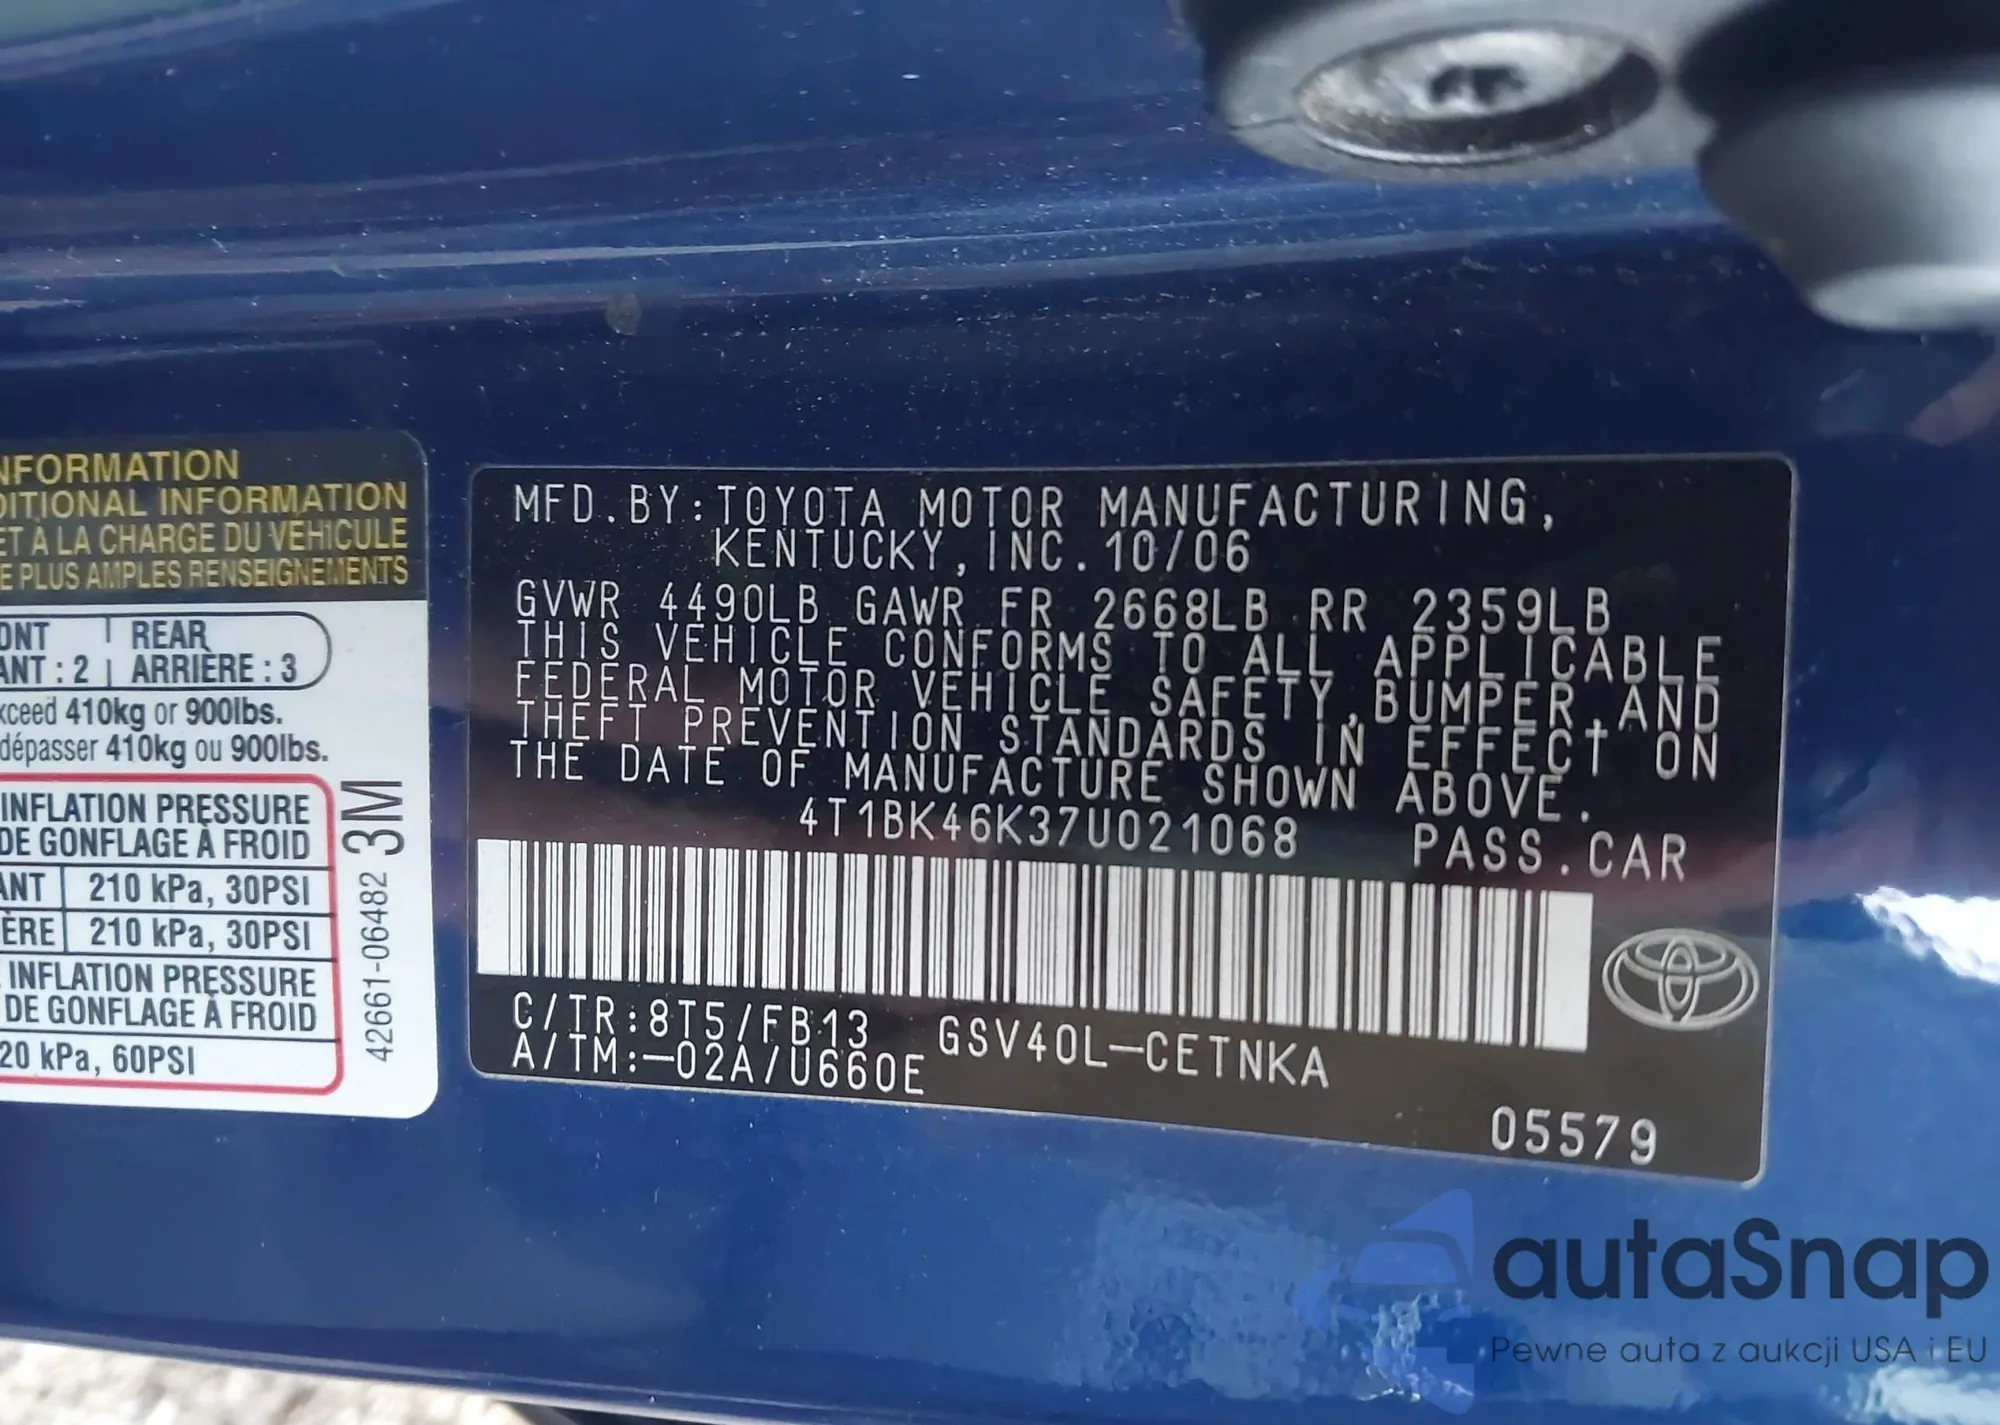 NFORMATION
DITIONAL INFORMATION
ET À LA CHARGE DU VÉHICULE
E PLUS AMPLES RENSEIGNEMENTS
ONT REAR
ANT : 2 ARRIÈRE : 3
xceed 410kg or 900lbs.
dépasser 410kg ou 900lbs.
INFLATION PRESSURE
DE GONFLAGE À FROID
ANT 210 kPa, 30PSI
ÈRE 210 kPa, 30PSI
INFLATION PRESSURE
DE GONFLAGE À FROID
20 kPa, 60PSI
42661-06482 3M
MFD.BY:TOYOTA MOTOR MANUFACTURING,
KENTUCKY,INC.10/06
GVWR 4490LB GAWR FR 2668LB RR 2359LB
THIS VEHICLE CONFORMS TO ALL APPLICABLE
FEDERAL MOTOR VEHICLE SAFETY,BUMPER,AND
THEFT PREVENTION STANDARDS IN EFFECT ON
THE DATE OF MANUFACTURE SHOWN ABOVE.
4T1BK46K37U021068 PASS.CAR
C/TR:8T5/FB13 GSV40L-CETNKA
A/TM:-02A/U660E
05579
autaSnap
Pewne auta z aukcji USA i EU